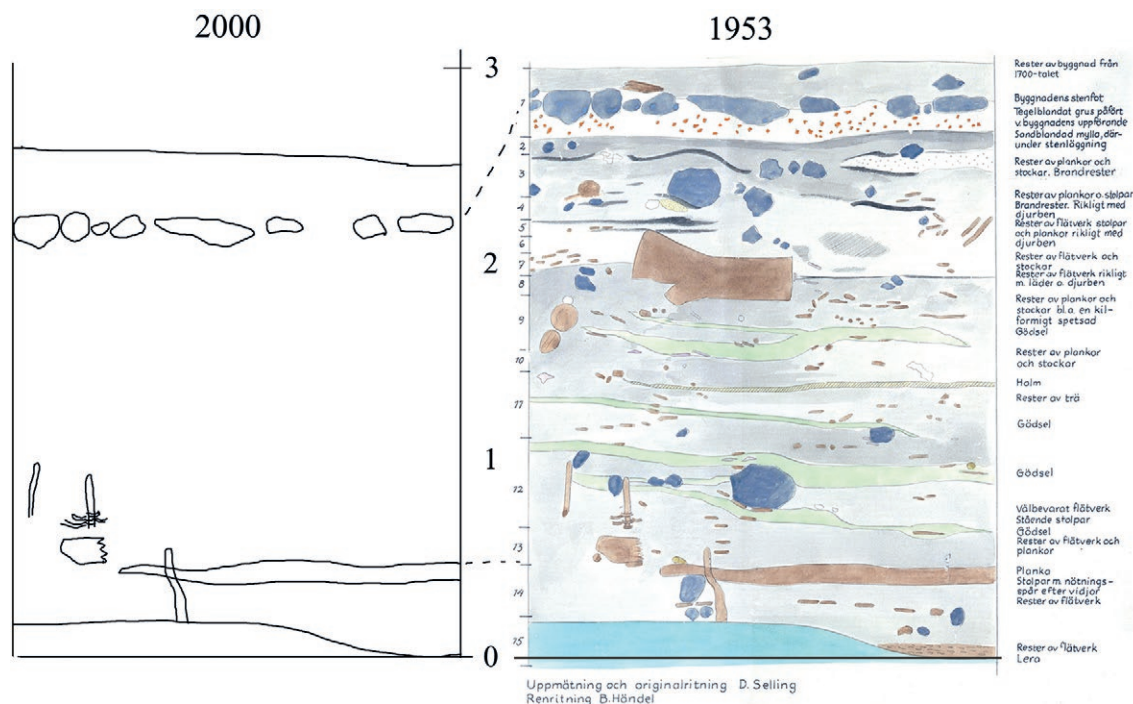 2000
1953
3
2
1
0
1
2
3
4
5
6
7
8
9
10
11
12
13
14
15
Rester av byggnad från
1700-talet
Byggnadens stenfot
Tegelblandat grus påfört
v. byggnadens uppförande
Sandblandad mylla, där-
under stenläggning
Rester av plankor och
stockar. Brandrester
Rester av plankor o. stolpar
Brandrester. Rikligt med
djurben
Rester av flätverk stolpar
och plankor rikligt med
djurben
Rester av flätverk och
stockar
Rester av flätverk rikligt
m. läder o. djurben
Rester av plankor och
stockar bl.a. en kil-
formigt spetsad
Gödsel
Rester av plankor
och stockar
Halm
Rester av trä
Gödsel
Gödsel
Välbevarat flätverk
Stående stolpar
Gödsel
Rester av flätverk och
plankor
Planka
Stolpar m. nötnings-
spår efter vidjor
Rester av flätverk
Rester av flätverk
Lera
Uppmätning och originalritning D. Selling
Renritning B. Händel